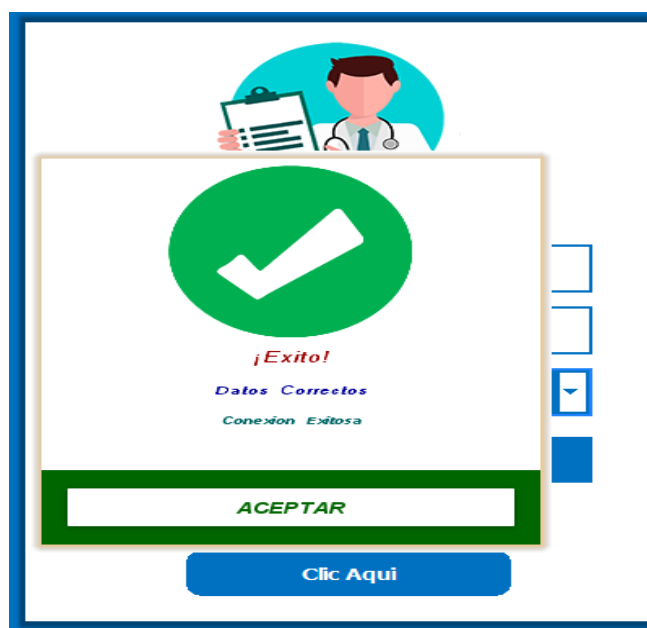 ¡Exito!
Datos Correctos
Conexion Exitosa
ACEPTAR
Clic Aqui